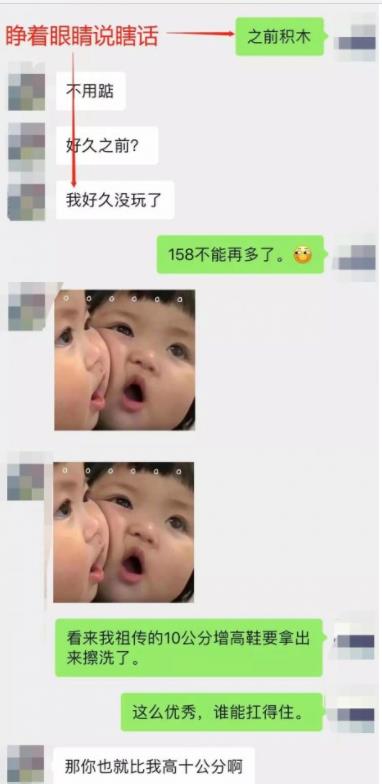 睁着眼睛说瞎话
之前积木
不用踮
好久之前？
我好久没玩了
158不能再多了。
看来我祖传的10公分增高鞋要拿出
来擦洗了。
这么优秀，谁能扛得住。
那你也就比我高十公分啊